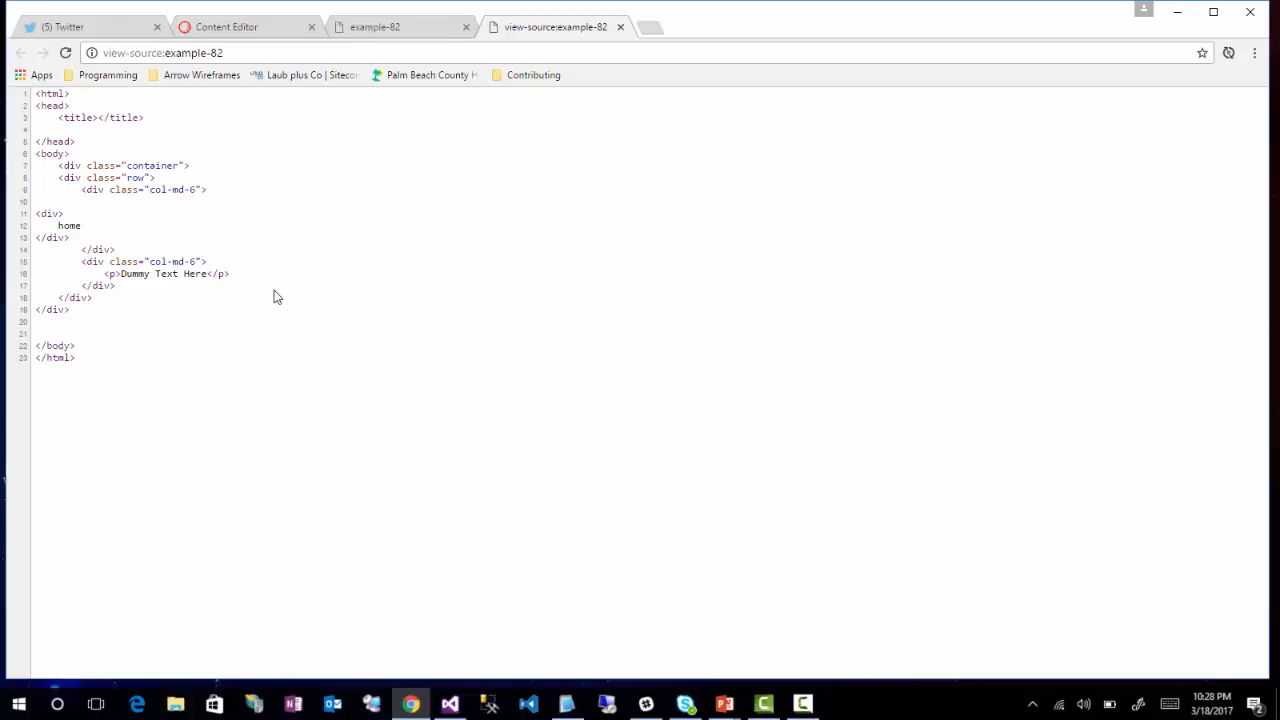 (5) Twitter
Content Editor
example-82
view-source:example-82
view-source:example-82
Apps
Programming
Arrow Wireframes
Laub plus Co | Sitecor
Palm Beach County H
Contributing
1 <html>
2 <head>
3 <title></title>
4
5 </head>
6 <body>
7 <div class="container">
8 <div class="row">
9 <div class="col-md-6">
10
11 <div>
12 home
13 </div>
14 </div>
15 <div class="col-md-6">
16 <p>Dummy Text Here</p>
17 </div>
18 </div>
19 </div>
20
21
22 </body>
23 </html>
10:28 PM
3/18/2017
2